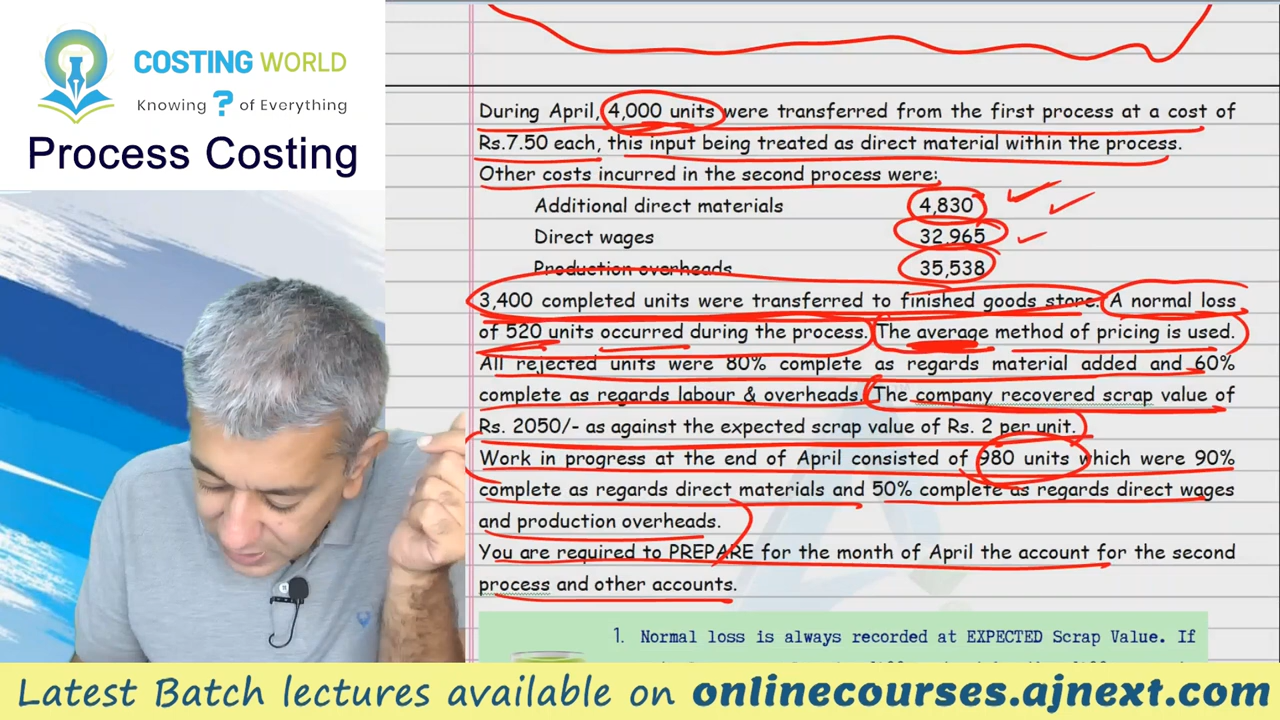 COSTING WORLD
Knowing ? of Everything
Process Costing
During April, 4,000 units were transferred from the first process at a cost of
Rs.7.50 each, this input being treated as direct material within the process.
Other costs incurred in the second process were:
Additional direct materials 4,830
Direct wages 32,965
Production overheads 35,538
3,400 completed units were transferred to finished goods store. A normal loss
of 520 units occurred during the process. The average method of pricing is used.
All rejected units were 80% complete as regards material added and 60%
complete as regards labour & overheads. The company recovered scrap value of
Rs. 2050/- as against the expected scrap value of Rs. 2 per unit.
Work in progress at the end of April consisted of 980 units which were 90%
complete as regards direct materials and 50% complete as regards direct wages
and production overheads.
You are required to PREPARE for the month of April the account for the second
process and other accounts.
1. Normal loss is always recorded at EXPECTED Scrap Value. If
Latest Batch lectures available on onlinecourses.ajnext.com